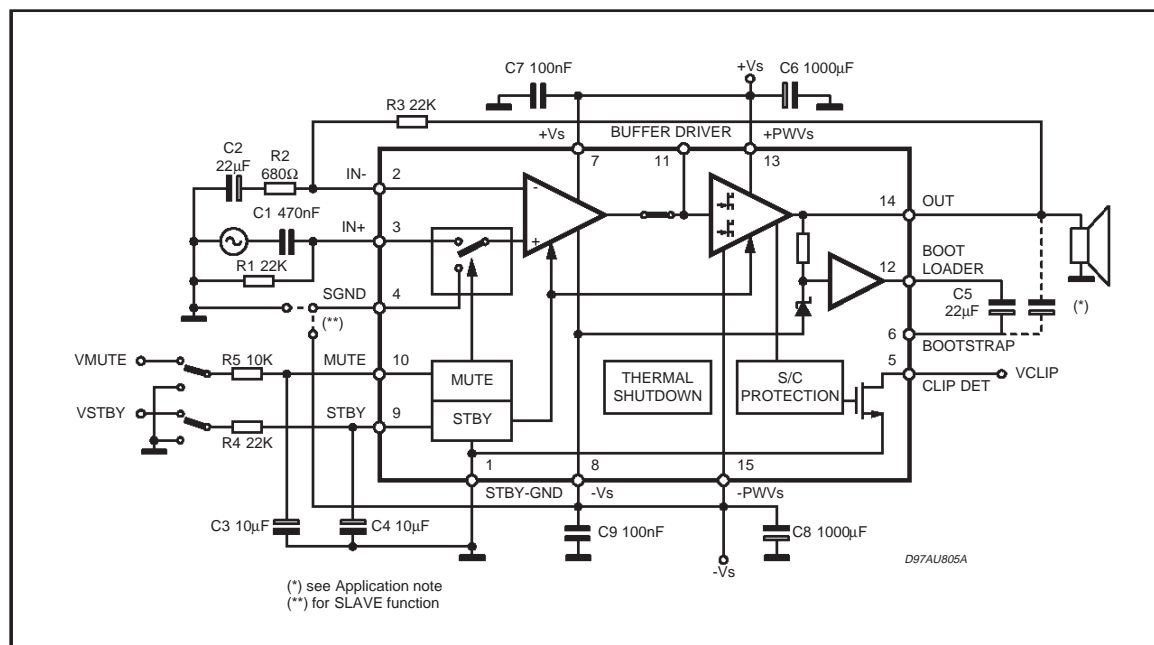 C7 100nF
+Vs
C6 1000µF
R3 22K
+Vs
BUFFER DRIVER
+PWVs
7
11
13
C2
22µF
R2
680Ω
IN-
2
-
14
OUT
C1 470nF
IN+
3
+
R1 22K
SGND
4
(**)
12
BOOT
LOADER
C5
22µF
(*)
6
BOOTSTRAP
VMUTE
R5 10K
MUTE
10
MUTE
THERMAL
SHUTDOWN
S/C
PROTECTION
5
VCLIP
CLIP DET
VSTBY
R4 22K
STBY
9
STBY
1
8
15
STBY-GND
-Vs
-PWVs
C3 10µF
C4 10µF
C9 100nF
C8 1000µF
-Vs
D97AU805A
(*) see Application note
(**) for SLAVE function